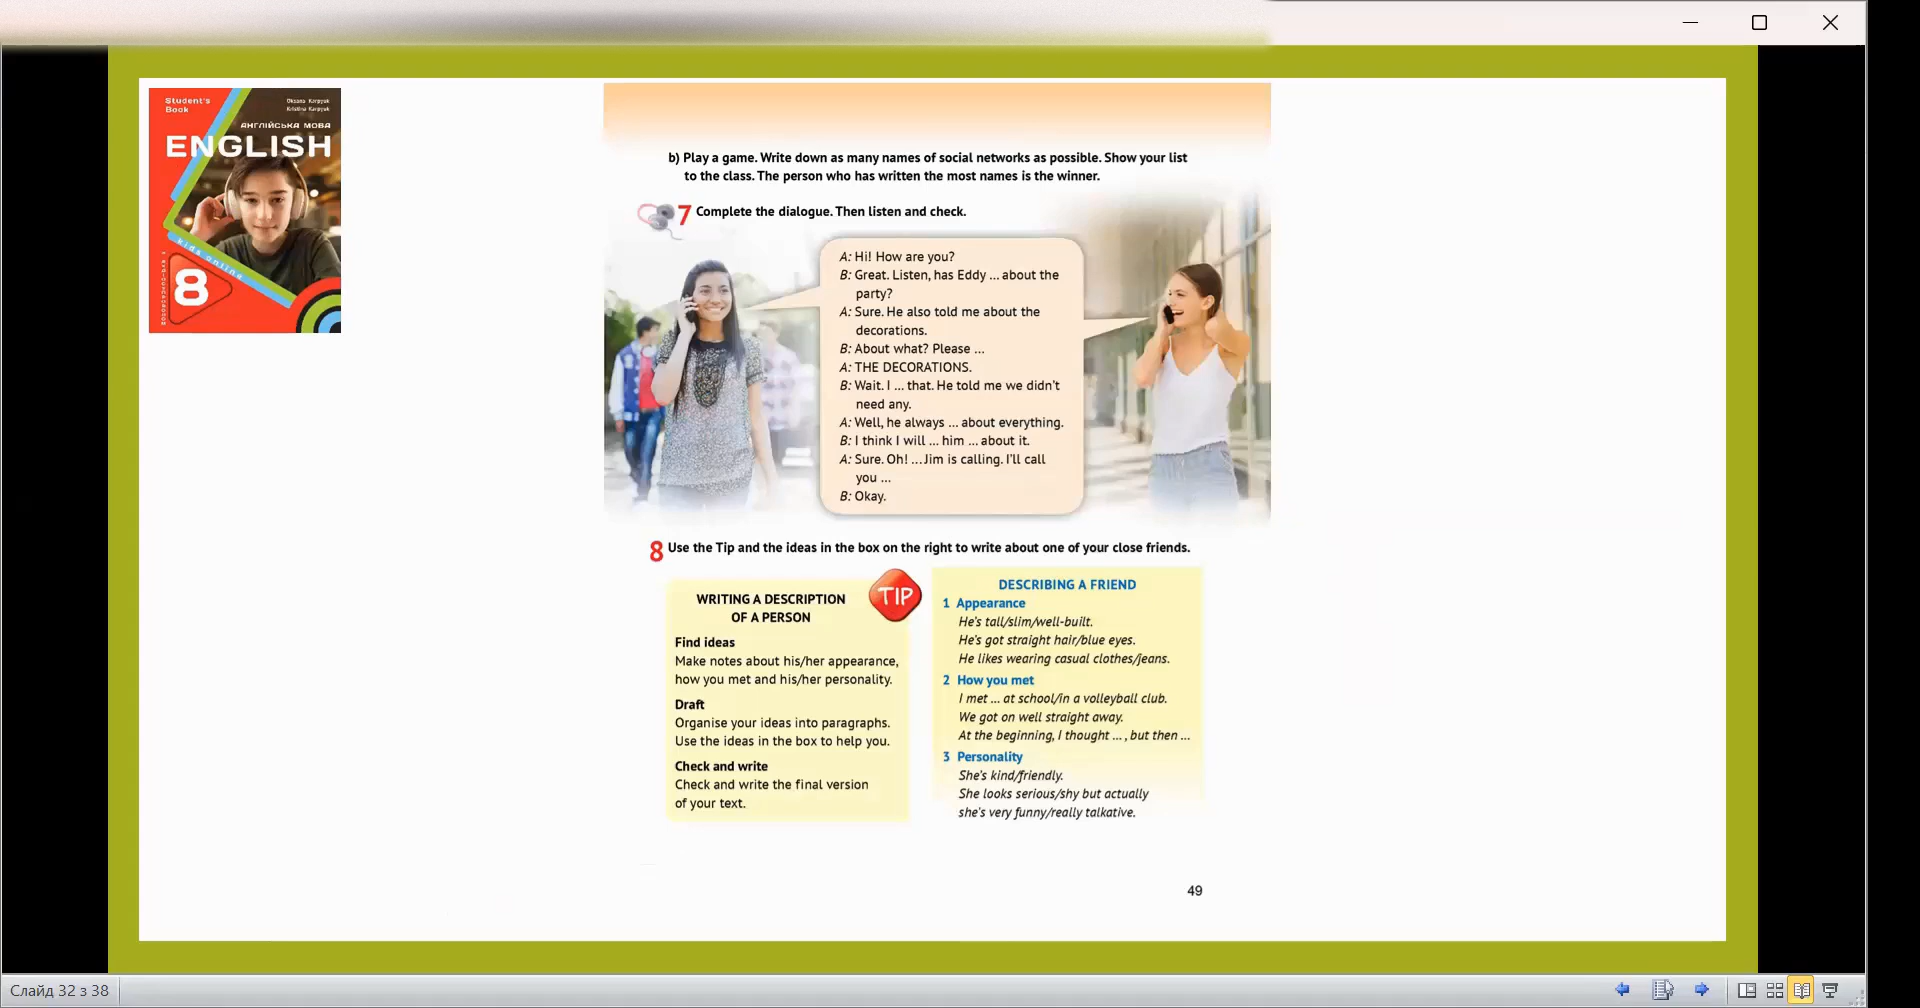 Student's
Book
Oksana Karpyuk
Kristina Karpyuk
АНГЛІЙСЬКА МОВА
ENGLISH
kids online
8
b) Play a game. Write down as many names of social networks as possible. Show your list
to the class. The person who has written the most names is the winner.
7 Complete the dialogue. Then listen and check.
A: Hi! How are you?
B: Great. Listen, has Eddy ... about the
party?
A: Sure. He also told me about the
decorations.
B: About what? Please ...
A: THE DECORATIONS.
B: Wait. I ... that. He told me we didn't
need any.
A: Well, he always ... about everything.
B: I think I will ... him ... about it.
A: Sure. Oh! ... Jim is calling. I'll call
you ...
B: Okay.
8 Use the Tip and the ideas in the box on the right to write about one of your close friends.
TIP
WRITING A DESCRIPTION
OF A PERSON
Find ideas
Make notes about his/her appearance,
how you met and his/her personality.
Draft
Organise your ideas into paragraphs.
Use the ideas in the box to help you.
Check and write
Check and write the final version
of your text.
DESCRIBING A FRIEND
1 Appearance
He's tall/slim/well-built.
He's got straight hair/blue eyes.
He likes wearing casual clothes/jeans.
2 How you met
I met ... at school/in a volleyball club.
We got on well straight away.
At the beginning, I thought ... , but then ...
3 Personality
She's kind/friendly.
She looks serious/shy but actually
she's very funny/really talkative.
49
Слайд 32 з 38